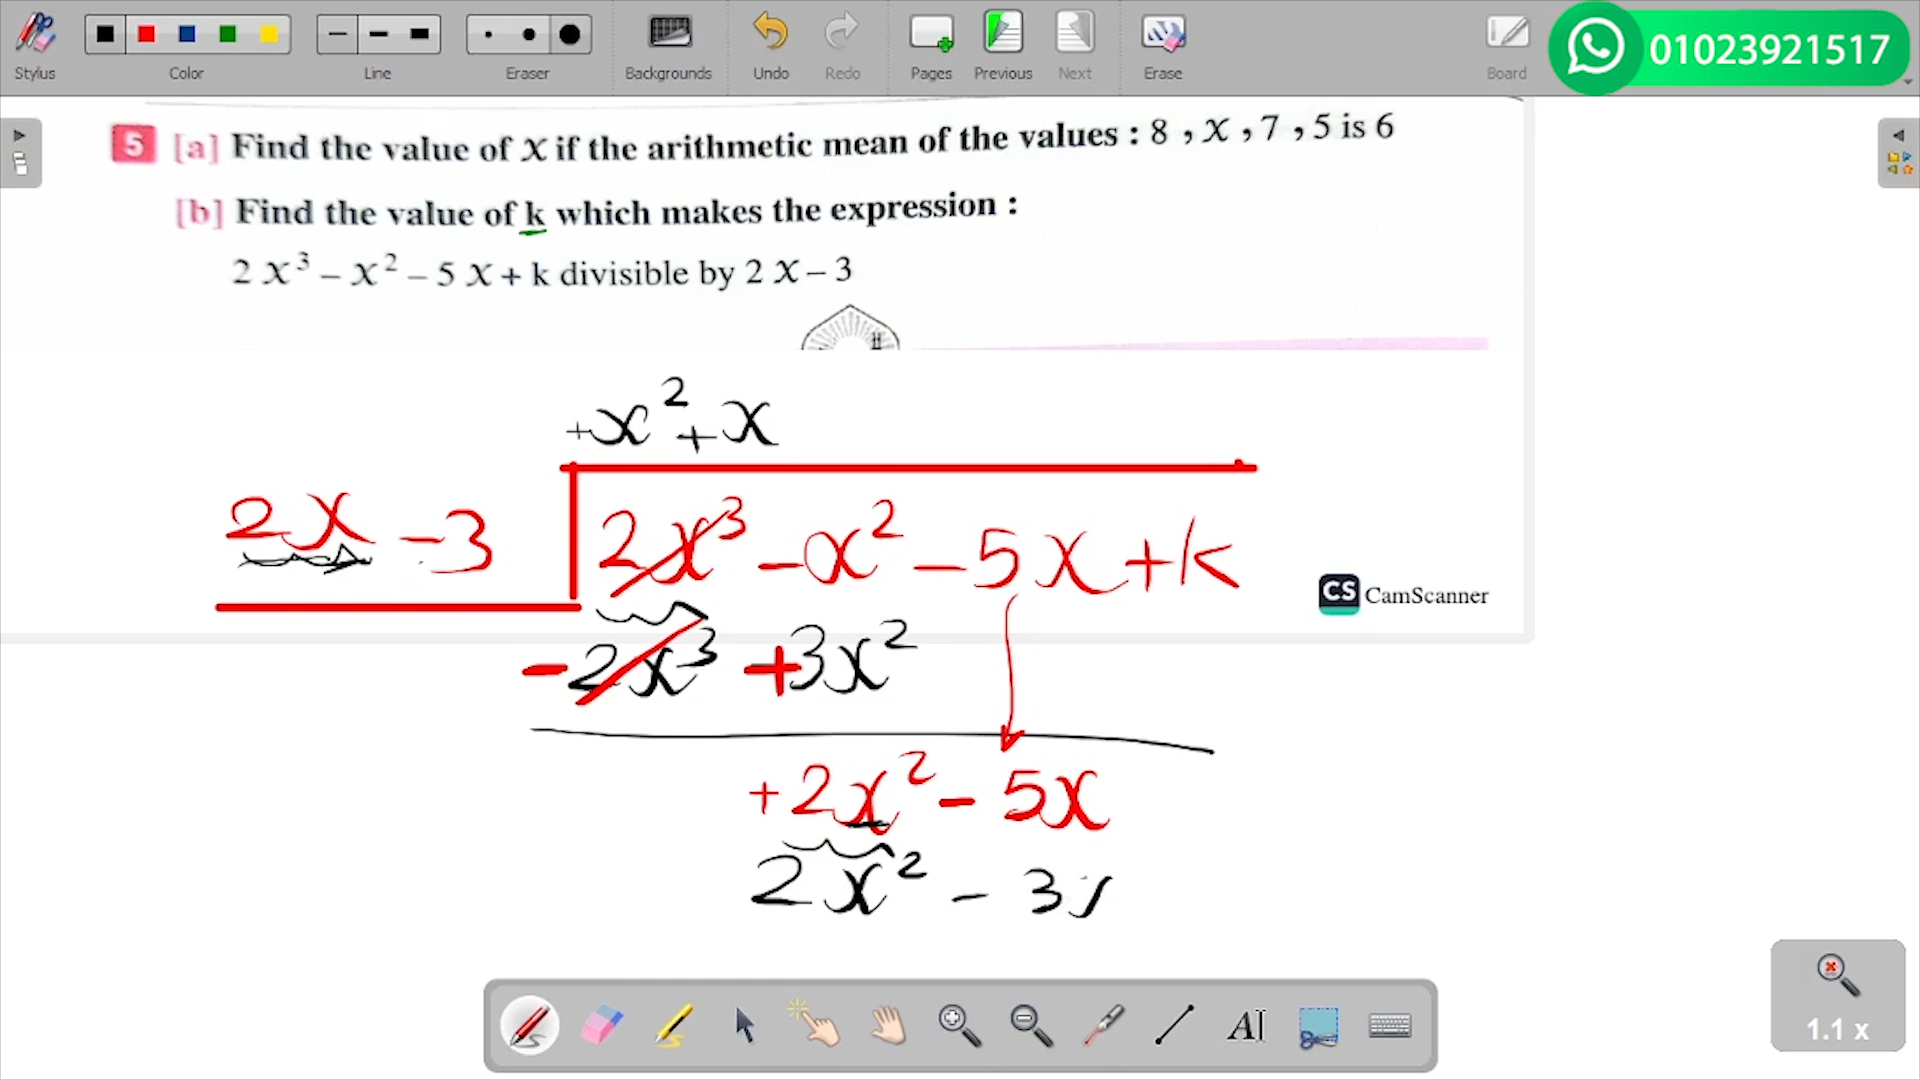 Stylus
Color
Line
Eraser
Backgrounds
Undo
Redo
Pages
Previous
Next
Erase
Board
01023921517
5 [a] Find the value of X if the arithmetic mean of the values : 8 , X , 7 , 5 is 6
[b] Find the value of k which makes the expression :
2 X³ – X² – 5 X + k divisible by 2 X – 3
+x² + x
2x - 3
2x³ - x² - 5x + k
CS CamScanner
- 2x³ + 3x²
+ 2x² - 5x
2x² - 3
AI
1.1 x